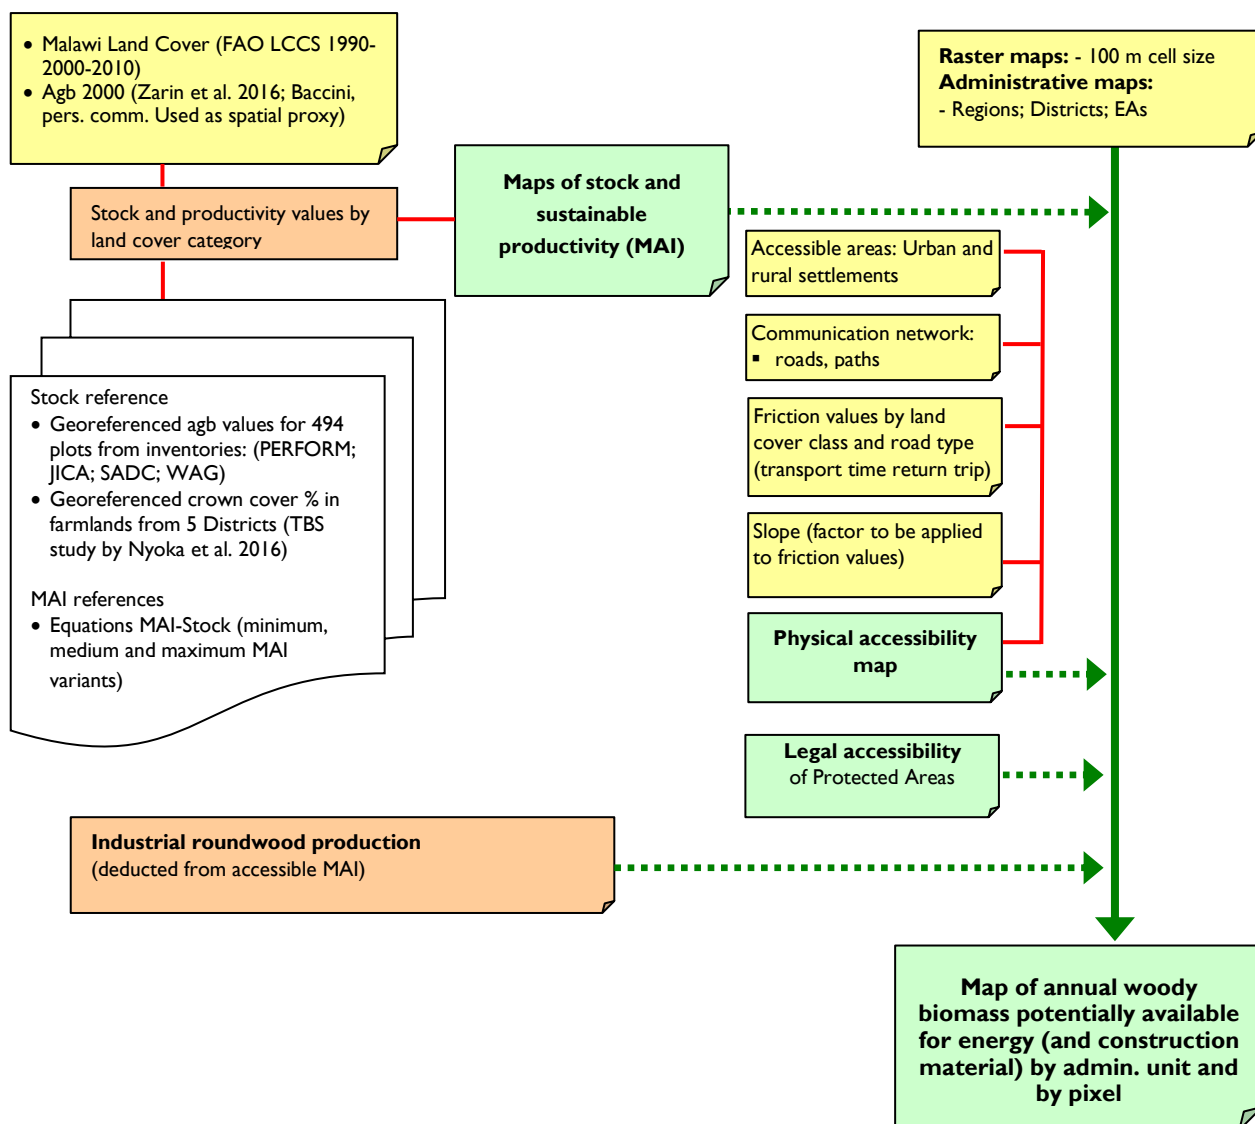 • Malawi Land Cover (FAO LCCS 1990-
2000-2010)
• Agb 2000 (Zarin et al. 2016; Baccini,
pers. comm. Used as spatial proxy)
Raster maps: - 100 m cell size
Administrative maps:
- Regions; Districts; EAs
Stock and productivity values by
land cover category
Maps of stock and
sustainable
productivity (MAI)
Accessible areas: Urban and
rural settlements
Communication network:
▪ roads, paths
Friction values by land
cover class and road type
(transport time return trip)
Slope (factor to be applied
to friction values)
Physical accessibility
map
Legal accessibility
of Protected Areas
Stock reference
• Georeferenced agb values for 494
plots from inventories: (PERFORM;
JICA; SADC; WAG)
• Georeferenced crown cover % in
farmlands from 5 Districts (TBS
study by Nyoka et al. 2016)
MAI references
• Equations MAI-Stock (minimum,
medium and maximum MAI
variants)
Industrial roundwood production
(deducted from accessible MAI)
Map of annual woody
biomass potentially available
for energy (and construction
material) by admin. unit and
by pixel